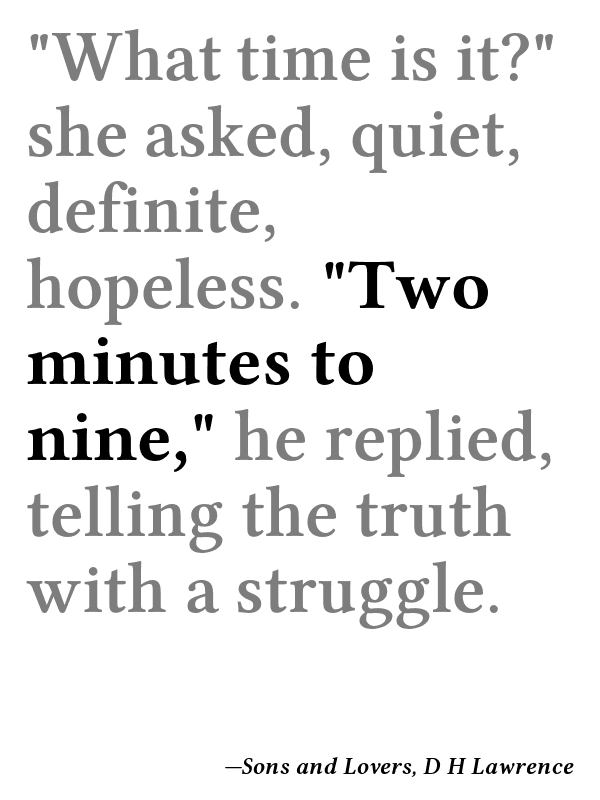 "What time is it?"
she asked, quiet,
definite,
hopeless. "Two
minutes to
nine," he replied,
telling the truth
with a struggle.
—Sons and Lovers, D H Lawrence